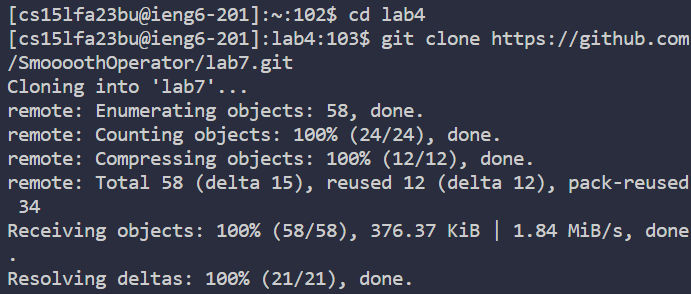 [cs15lfa23bu@ieng6-201]:~:102$ cd lab4
[cs15lfa23bu@ieng6-201]:lab4:103$ git clone https://github.com
/SmooothOperator/lab7.git
Cloning into 'lab7'...
remote: Enumerating objects: 58, done.
remote: Counting objects: 100% (24/24), done.
remote: Compressing objects: 100% (12/12), done.
remote: Total 58 (delta 15), reused 12 (delta 12), pack-reused
 34
Receiving objects: 100% (58/58), 376.37 KiB | 1.84 MiB/s, done
.
Resolving deltas: 100% (21/21), done.